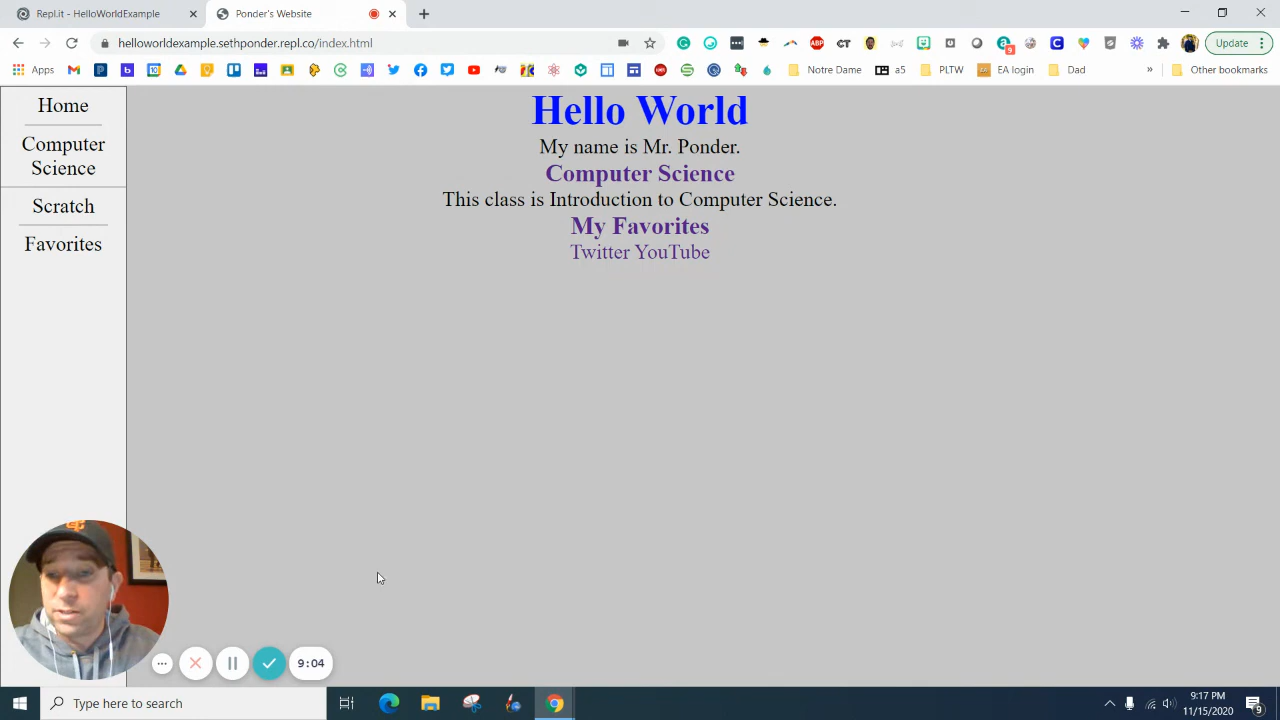 Repl.it - HelloWorldExample
Ponder's Website
helloworldexample.sethponder.repl.co/index.html
Update
Apps
Notre Dame
a5
PLTW
EA login
Dad
»
Other bookmarks
Home
Computer
Science
Scratch
Favorites
Hello World
My name is Mr. Ponder.
Computer Science
This class is Introduction to Computer Science.
My Favorites
Twitter YouTube
9:04
Type here to search
9:17 PM
11/15/2020
9